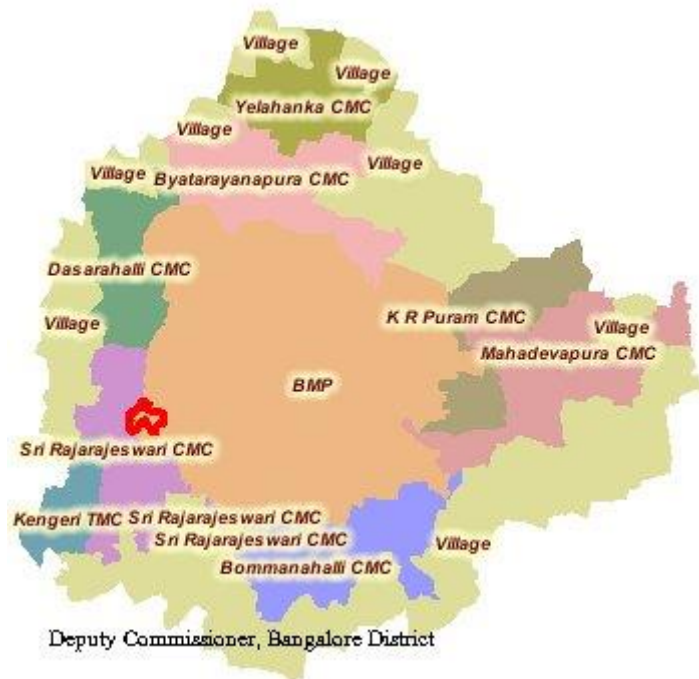 Village
Village
Yelahanka CMC
Village
Village
Village
Byatarayanapura CMC
Dasarahalli CMC
Village
K R Puram CMC
Village
Mahadevapura CMC
BMP
Sri Rajarajeswari CMC
Kengeri TMC
Sri Rajarajeswari CMC
Sri Rajarajeswari CMC
Village
Bommanahalli CMC
Deputy Commissioner, Bangalore District